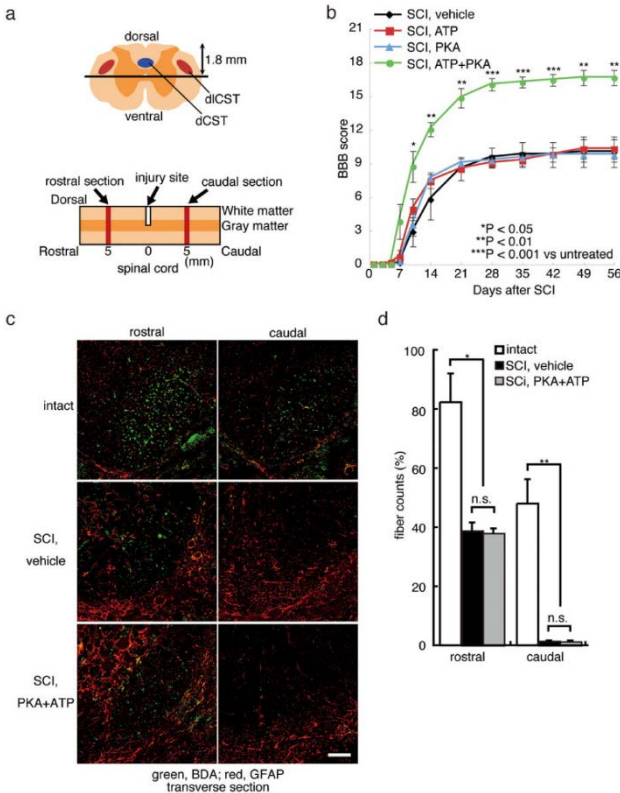 a
dorsal
1.8 mm
dlCST
dCST
ventral
rostral section
injury site
caudal section
Dorsal
White matter
Gray matter
Rostral
5
0
5
(mm)
Caudal
spinal cord
b
SCI, vehicle
SCI, ATP
SCI, PKA
SCI, ATP+PKA
BBB score
18
15
12
9
6
3
0
* ** ** *** *** *** ** **
*P < 0.05
**P < 0.01
***P < 0.001 vs untreated
1 7 14 21 28 35 42 49 56
Days after SCI
c
rostral
caudal
intact
SCI,
vehicle
SCI,
PKA+ATP
green, BDA; red, GFAP
transverse section
d
intact
SCI, vehicle
SCi, PKA+ATP
fiber counts (%)
100
80
60
40
20
0
*
n.s.
**
n.s.
rostral
caudal